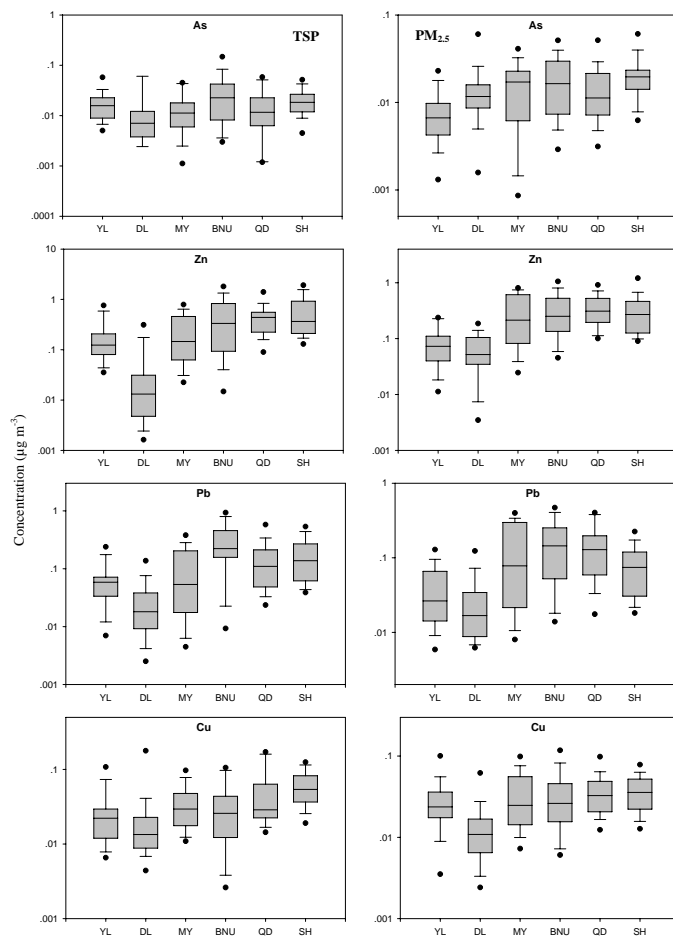 As
TSP
1
.1
.01
.001
.0001
YL DL MY BNU QD SH
As
PM2.5
.1
.01
.001
YL DL MY BNU QD SH
Zn
10
1
.1
.01
.001
YL DL MY BNU QD SH
Zn
1
.1
.01
.001
YL DL MY BNU QD SH
Concentration (µg m-3)
Pb
1
.1
.01
.001
YL DL MY BNU QD SH
Pb
1
.1
.01
YL DL MY BNU QD SH
Cu
.1
.01
.001
YL DL MY BNU QD SH
Cu
.1
.01
.001
YL DL MY BNU QD SH